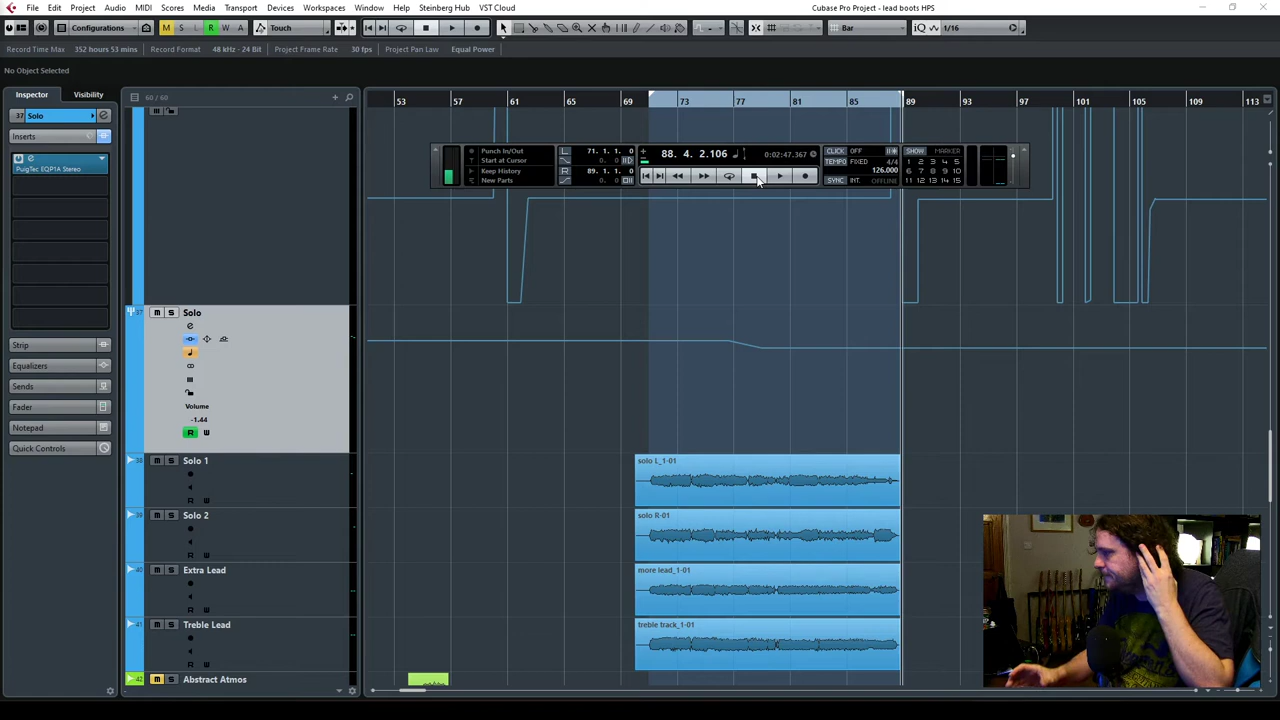 Cubase Pro Project - lead boots HPS
File Edit Project Audio MIDI Scores Media Transport Devices Workspaces Window Help Steinberg Hub VST Cloud
Configurations M S L R W A Touch Bar iQ 1/16
Record Time Max 352 hours 53 mins Record Format 48 kHz - 24 Bit Project Frame Rate 30 fps Project Pan Law Equal Power
No Object Selected
Inspector Visibility 60 / 60
53 57 61 65 69 73 77 81 85 89 93 97 101 105 109 113
37 Solo
Inserts
PuigTec EQP1A Stereo
Strip
Equalizers
Sends
Fader
Notepad
Quick Controls
Punch In/Out
Start at Cursor
Keep History
New Parts
L 71. 1. 1. 0
0. 0
R 89. 1. 1. 0
0. 0
88. 4. 2.106 0:02:47.367
CLICK OFF
TEMPO FIXED 4/4
126.000
SYNC INT. OFFLINE
SHOW MARKER
1 2 3 4 5
6 7 8 9 10
11 12 13 14 15
37 M S Solo
Volume
-1.44
R W
38 M S Solo 1
R W
39 M S Solo 2
R W
40 M S Extra Lead
R W
41 M S Treble Lead
R W
42 M S Abstract Atmos
solo L_1-01
solo R-01
more lead_1-01
treble track_1-01